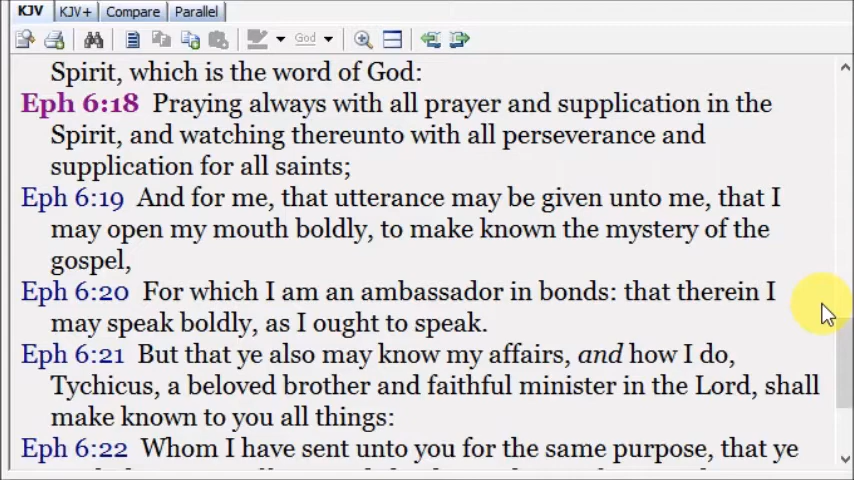 KJV KJV+ Compare Parallel
God
Spirit, which is the word of God:
Eph 6:18 Praying always with all prayer and supplication in the
Spirit, and watching thereunto with all perseverance and
supplication for all saints;
Eph 6:19 And for me, that utterance may be given unto me, that I
may open my mouth boldly, to make known the mystery of the
gospel,
Eph 6:20 For which I am an ambassador in bonds: that therein I
may speak boldly, as I ought to speak.
Eph 6:21 But that ye also may know my affairs, and how I do,
Tychicus, a beloved brother and faithful minister in the Lord, shall
make known to you all things:
Eph 6:22 Whom I have sent unto you for the same purpose, that ye